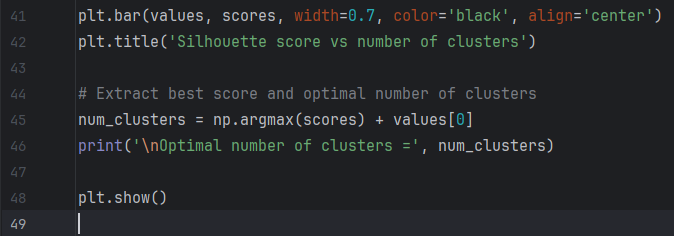 41 plt.bar(values, scores, width=0.7, color='black', align='center')
42 plt.title('Silhouette score vs number of clusters')
43
44 # Extract best score and optimal number of clusters
45 num_clusters = np.argmax(scores) + values[0]
46 print('\nOptimal number of clusters =', num_clusters)
47
48 plt.show()
49